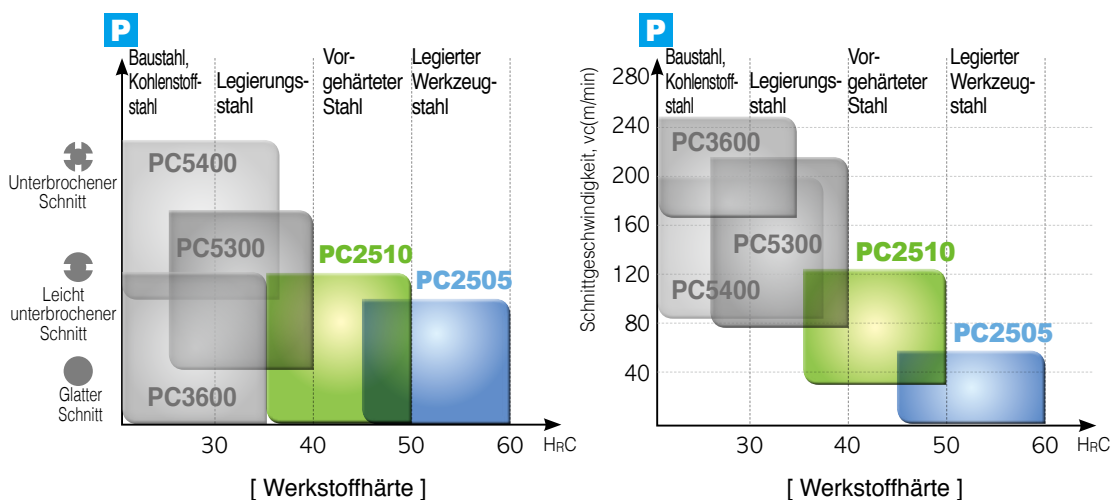 P
Baustahl,
Kohlenstoff-
stahl
Legierungs-
stahl
Vor-
gehärteter
Stahl
Legierter
Werkzeug-
stahl
Unterbrochener
Schnitt
Leicht
unterbrochener
Schnitt
Glatter
Schnitt
PC5400
PC5300
PC2510
PC2505
PC3600
30
40
50
60
HRC
[ Werkstoffhärte ]
P
Baustahl,
Kohlenstoff-
stahl
Legierungs-
stahl
Vor-
gehärteter
Stahl
Legierter
Werkzeug-
stahl
Schnittgeschwindigkeit, vc(m/min)
280
240
200
160
120
80
40
PC3600
PC5300
PC2510
PC5400
PC2505
30
40
50
60
HRC
[ Werkstoffhärte ]